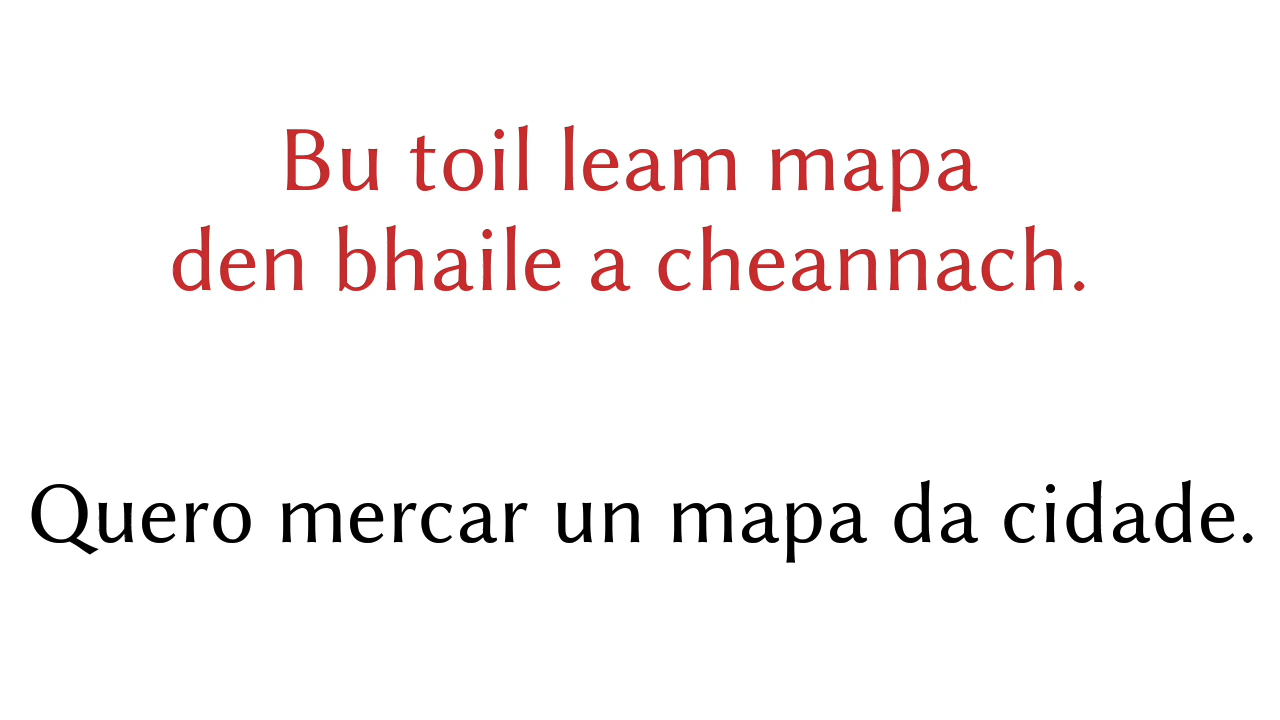 Bu toil leam mapa
den bhaile a cheannach.
Quero mercar un mapa da cidade.